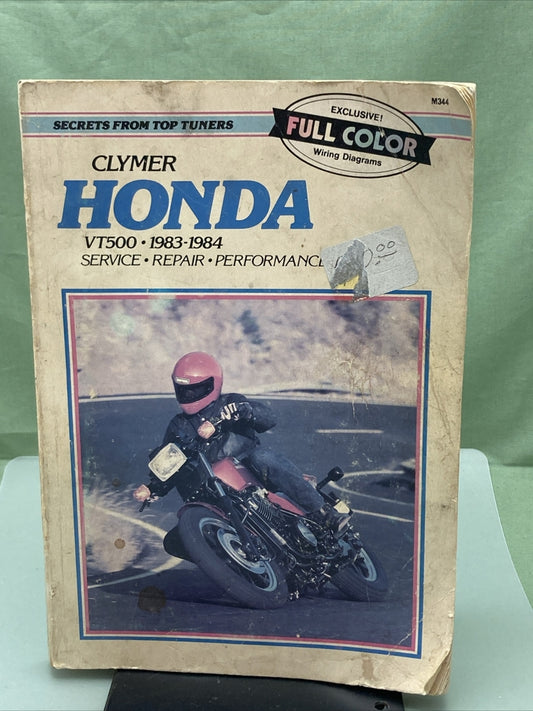 M344
SECRETS FROM TOP TUNERS
EXCLUSIVE!
FULL COLOR
Wiring Diagrams
CLYMER
HONDA
VT500 • 1983-1984
SERVICE • REPAIR • PERFORMANCE